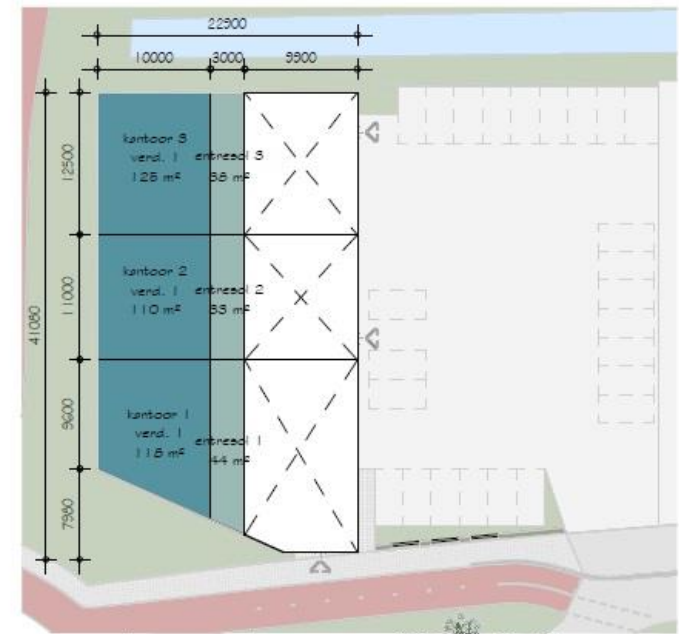 22900
10000 3000 9900
12500
11000
9600
7980
41080
kantoor 3
verd. 1
125 m²
entresol 3
38 m²
kantoor 2
verd. 1
110 m²
entresol 2
33 m²
kantoor 1
verd. 1
118 m²
entresol 1
44 m²